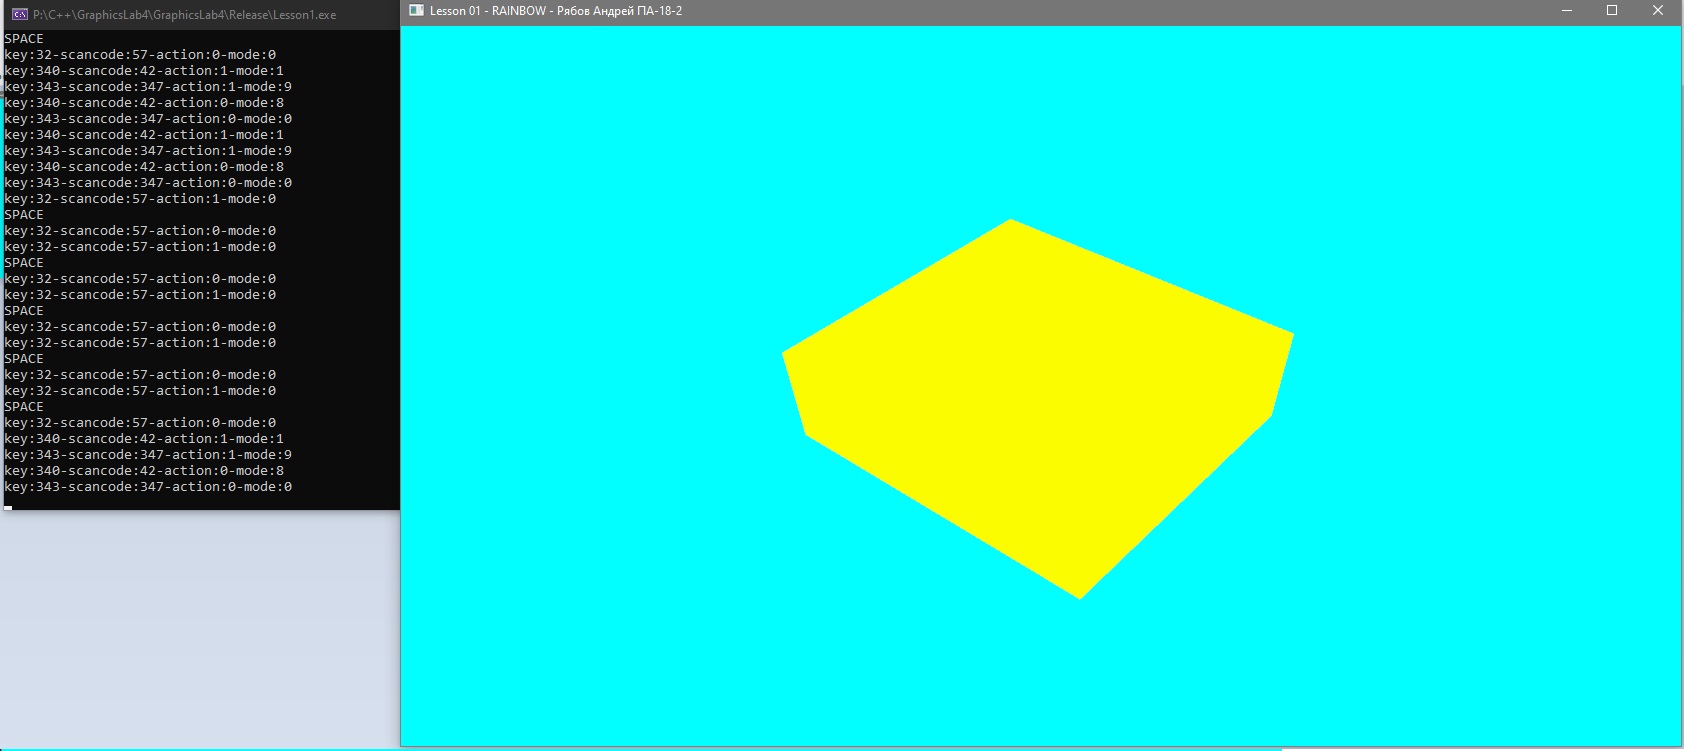 P:\C++\GraphicsLab4\GraphicsLab4\Release\Lesson1.exe
SPACE
key:32-scancode:57-action:0-mode:0
key:340-scancode:42-action:1-mode:1
key:343-scancode:347-action:1-mode:9
key:340-scancode:42-action:0-mode:8
key:343-scancode:347-action:0-mode:0
key:340-scancode:42-action:1-mode:1
key:343-scancode:347-action:1-mode:9
key:340-scancode:42-action:0-mode:8
key:343-scancode:347-action:0-mode:0
key:32-scancode:57-action:1-mode:0
SPACE
key:32-scancode:57-action:0-mode:0
key:32-scancode:57-action:1-mode:0
SPACE
key:32-scancode:57-action:0-mode:0
key:32-scancode:57-action:1-mode:0
SPACE
key:32-scancode:57-action:0-mode:0
key:32-scancode:57-action:1-mode:0
SPACE
key:32-scancode:57-action:0-mode:0
key:32-scancode:57-action:1-mode:0
SPACE
key:32-scancode:57-action:0-mode:0
key:340-scancode:42-action:1-mode:1
key:343-scancode:347-action:1-mode:9
key:340-scancode:42-action:0-mode:8
key:343-scancode:347-action:0-mode:0
Lesson 01 - RAINBOW - Рябов Андрей ПА-18-2